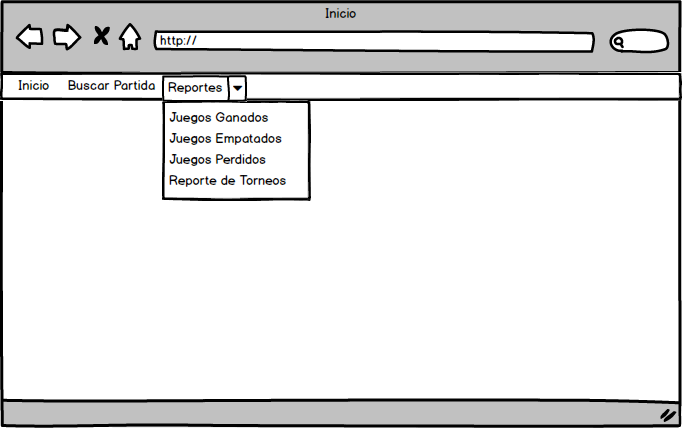 Inicio
http://
Inicio Buscar Partida Reportes
Juegos Ganados
Juegos Empatados
Juegos Perdidos
Reporte de Torneos